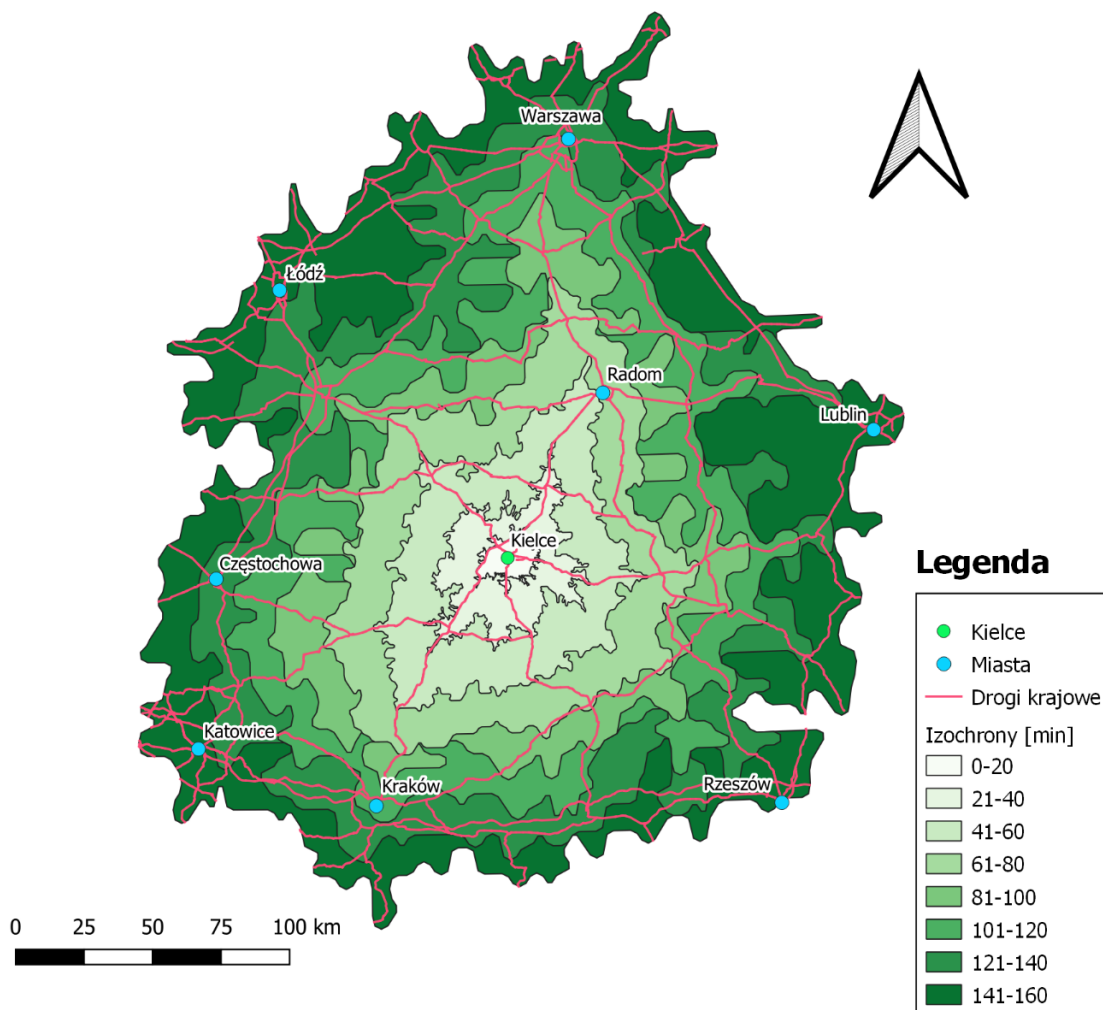 Warszawa
Łódź
Radom
Lublin
Kielce
Częstochowa
Katowice
Kraków
Rzeszów
0 25 50 75 100 km
Legenda
Kielce
Miasta
Drogi krajowe
Izochrony [min]
0-20
21-40
41-60
61-80
81-100
101-120
121-140
141-160